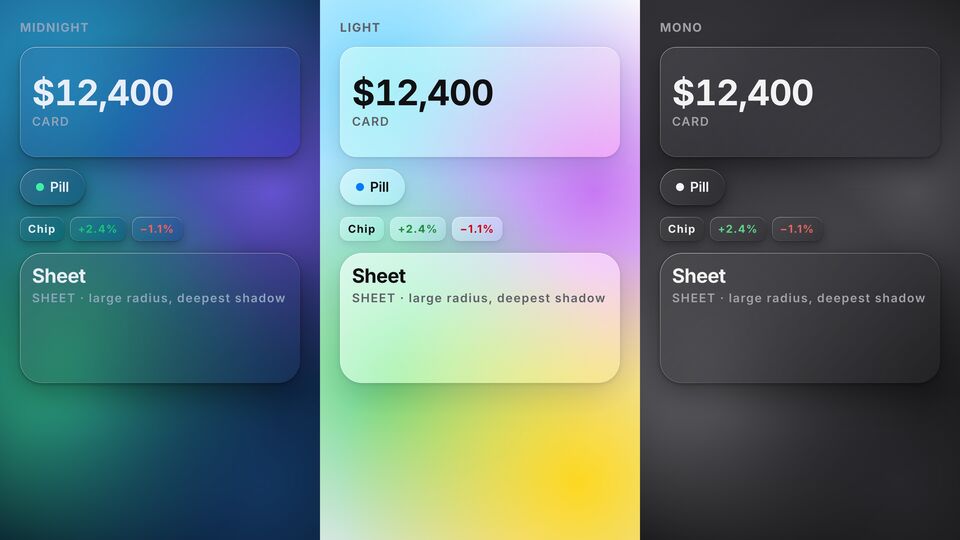 MIDNIGHT
$12,400
CARD
Pill
Chip +2.4% −1.1%
Sheet
SHEET · large radius, deepest shadow
LIGHT
$12,400
CARD
Pill
Chip +2.4% −1.1%
Sheet
SHEET · large radius, deepest shadow
MONO
$12,400
CARD
Pill
Chip +2.4% −1.1%
Sheet
SHEET · large radius, deepest shadow